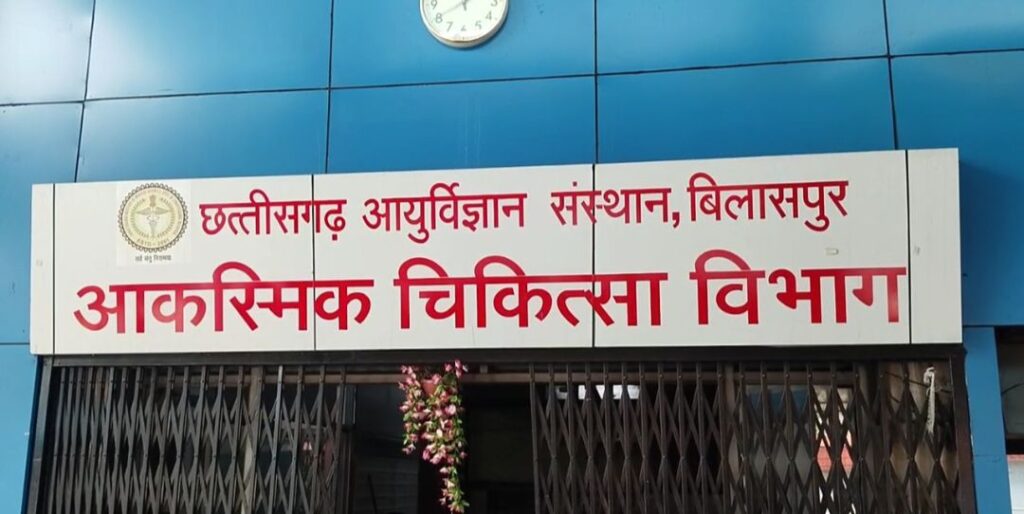 छत्तीसगढ़ आयुर्विज्ञान संस्थान, बिलासपुर
आकस्मिक चिकित्सा विभाग